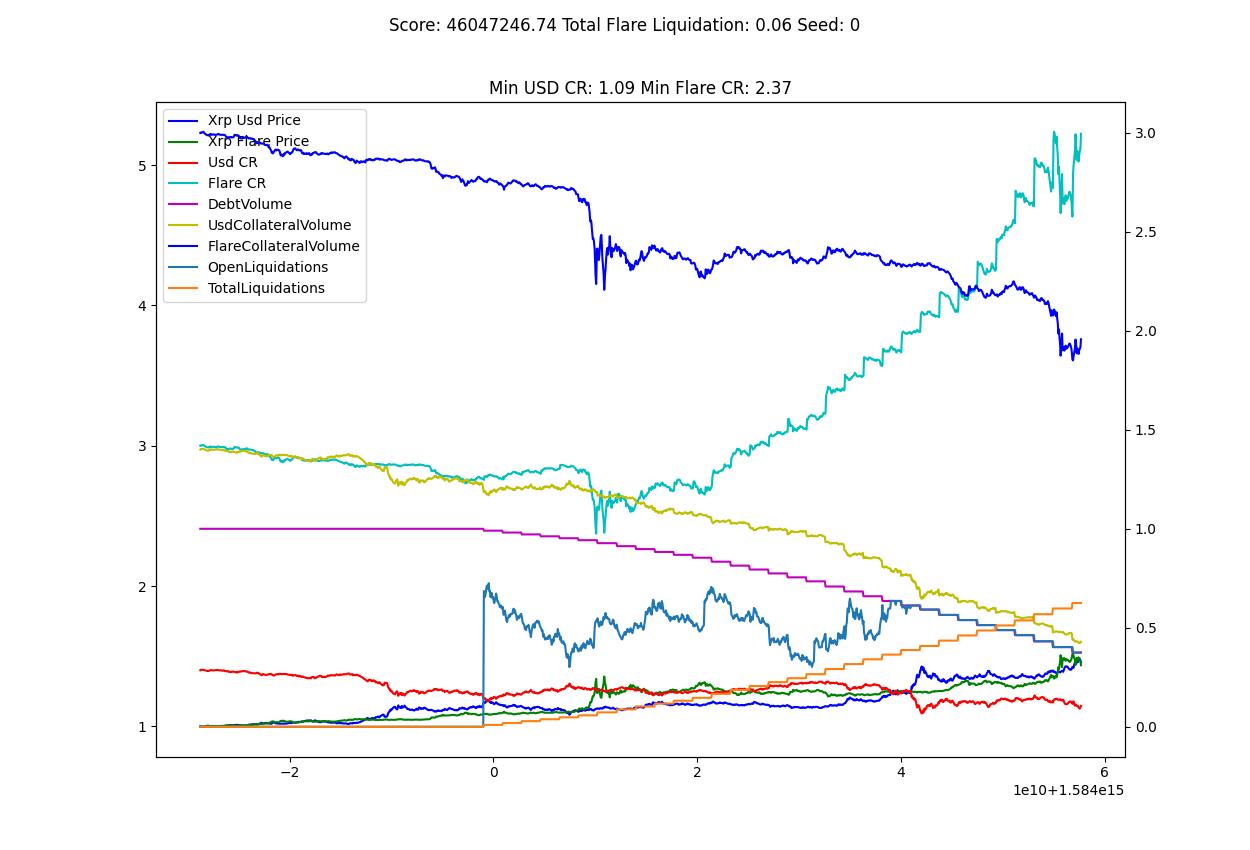 Score: 46047246.74 Total Flare Liquidation: 0.06 Seed: 0
Min USD CR: 1.09 Min Flare CR: 2.37
Xrp Usd Price
Xrp Flare Price
Usd CR
Flare CR
DebtVolume
UsdCollateralVolume
FlareCollateralVolume
OpenLiquidations
TotalLiquidations
5
4
3
2
1
3.0
2.5
2.0
1.5
1.0
0.5
0.0
−2 0 2 4 6
1e10+1.584e15